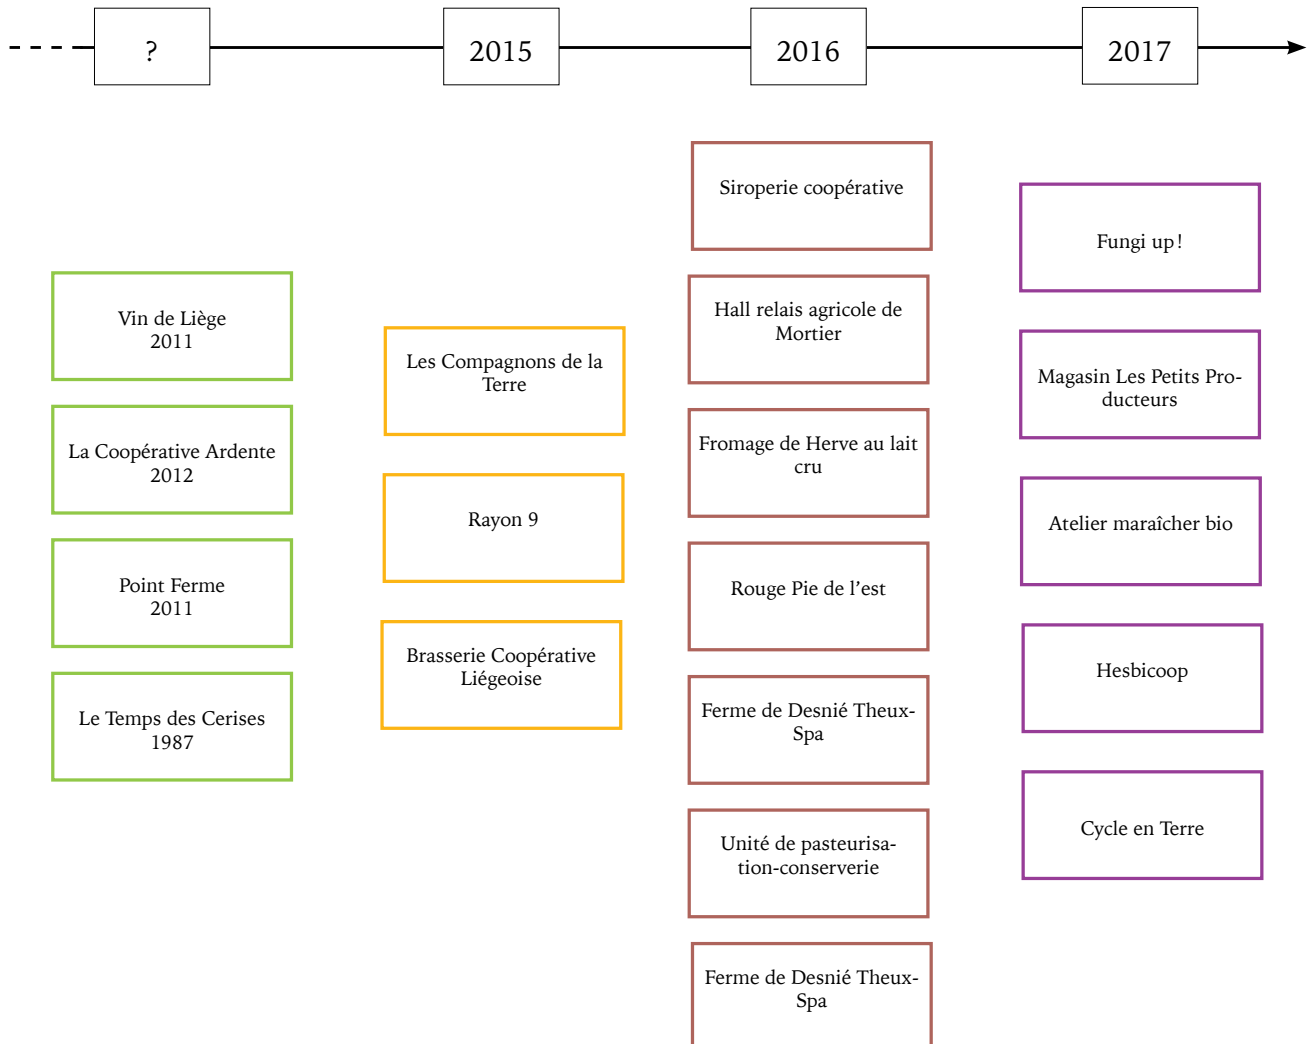 ?
2015
2016
2017
Vin de Liège
2011
La Coopérative Ardente
2012
Point Ferme
2011
Le Temps des Cerises
1987
Les Compagnons de la
Terre
Rayon 9
Brasserie Coopérative
Liégeoise
Siroperie coopérative
Hall relais agricole de
Mortier
Fromage de Herve au lait
cru
Rouge Pie de l'est
Ferme de Desnié Theux-
Spa
Unité de pasteurisa-
tion-conserverie
Ferme de Desnié Theux-
Spa
Fungi up !
Magasin Les Petits Pro-
ducteurs
Atelier maraîcher bio
Hesbicoop
Cycle en Terre